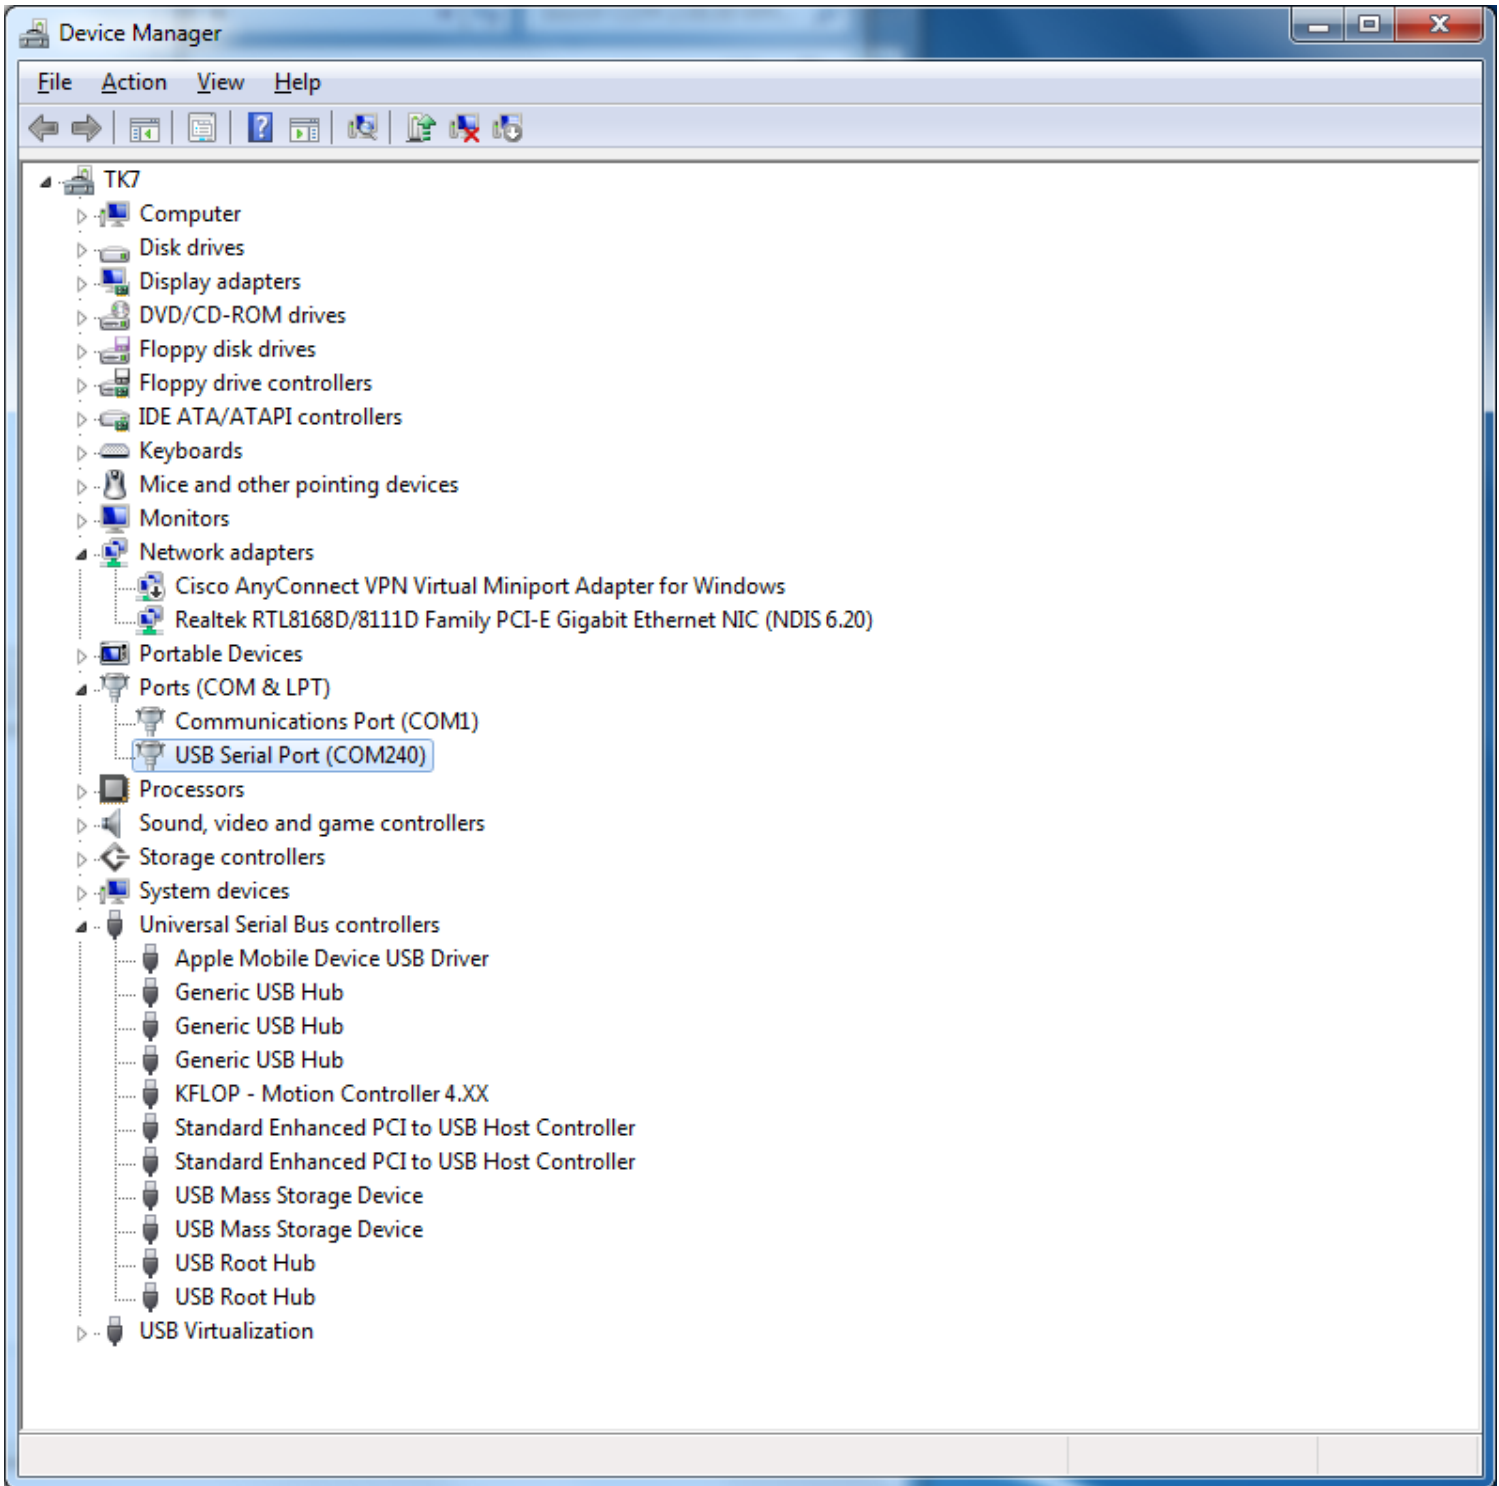 Device Manager
File Action View Help
TK7
Computer
Disk drives
Display adapters
DVD/CD-ROM drives
Floppy disk drives
Floppy drive controllers
IDE ATA/ATAPI controllers
Keyboards
Mice and other pointing devices
Monitors
Network adapters
Cisco AnyConnect VPN Virtual Miniport Adapter for Windows
Realtek RTL8168D/8111D Family PCI-E Gigabit Ethernet NIC (NDIS 6.20)
Portable Devices
Ports (COM & LPT)
Communications Port (COM1)
USB Serial Port (COM240)
Processors
Sound, video and game controllers
Storage controllers
System devices
Universal Serial Bus controllers
Apple Mobile Device USB Driver
Generic USB Hub
Generic USB Hub
Generic USB Hub
KFLOP - Motion Controller 4.XX
Standard Enhanced PCI to USB Host Controller
Standard Enhanced PCI to USB Host Controller
USB Mass Storage Device
USB Mass Storage Device
USB Root Hub
USB Root Hub
USB Virtualization